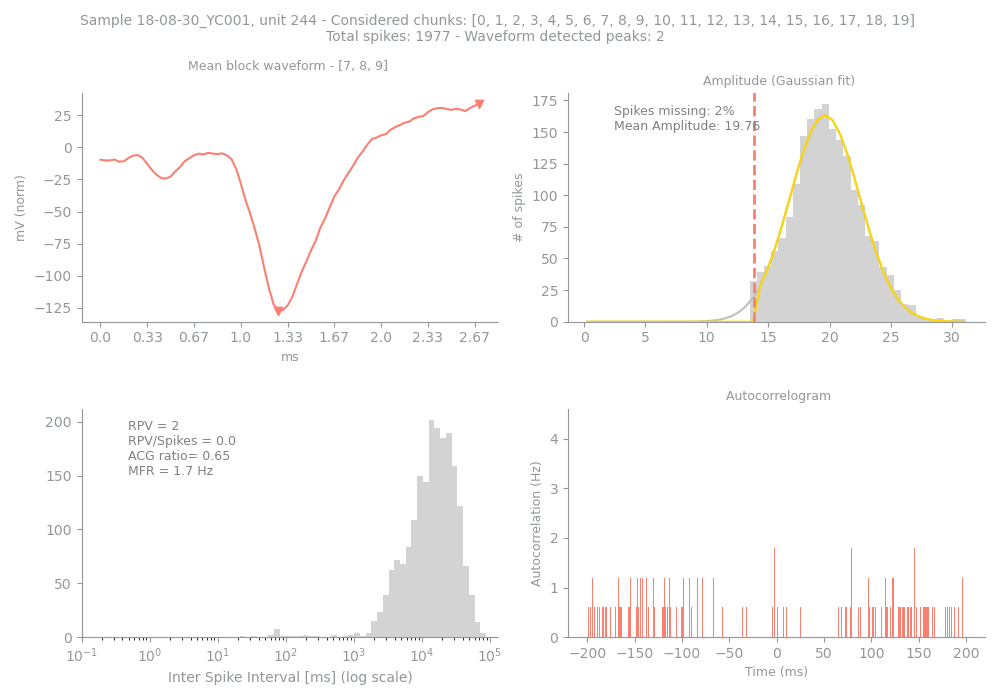 Sample 18-08-30_YC001, unit 244 - Considered chunks: [0, 1, 2, 3, 4, 5, 6, 7, 8, 9, 10, 11, 12, 13, 14, 15, 16, 17, 18, 19]
Total spikes: 1977 - Waveform detected peaks: 2
Mean block waveform - [7, 8, 9]
mV (norm)
25
0
−25
−50
−75
−100
−125
0.0 0.33 0.67 1.0 1.33 1.67 2.0 2.33 2.67
ms
Amplitude (Gaussian fit)
Spikes missing: 2%
Mean Amplitude: 19.76
# of spikes
175
150
125
100
75
50
25
0
0 5 10 15 20 25 30
RPV = 2
RPV/Spikes = 0.0
ACG ratio= 0.65
MFR = 1.7 Hz
200
150
100
50
0
10−1 100 101 102 103 104 105
Inter Spike Interval [ms] (log scale)
Autocorrelogram
Autocorrelation (Hz)
4
3
2
1
0
−200 −150 −100 −50 0 50 100 150 200
Time (ms)